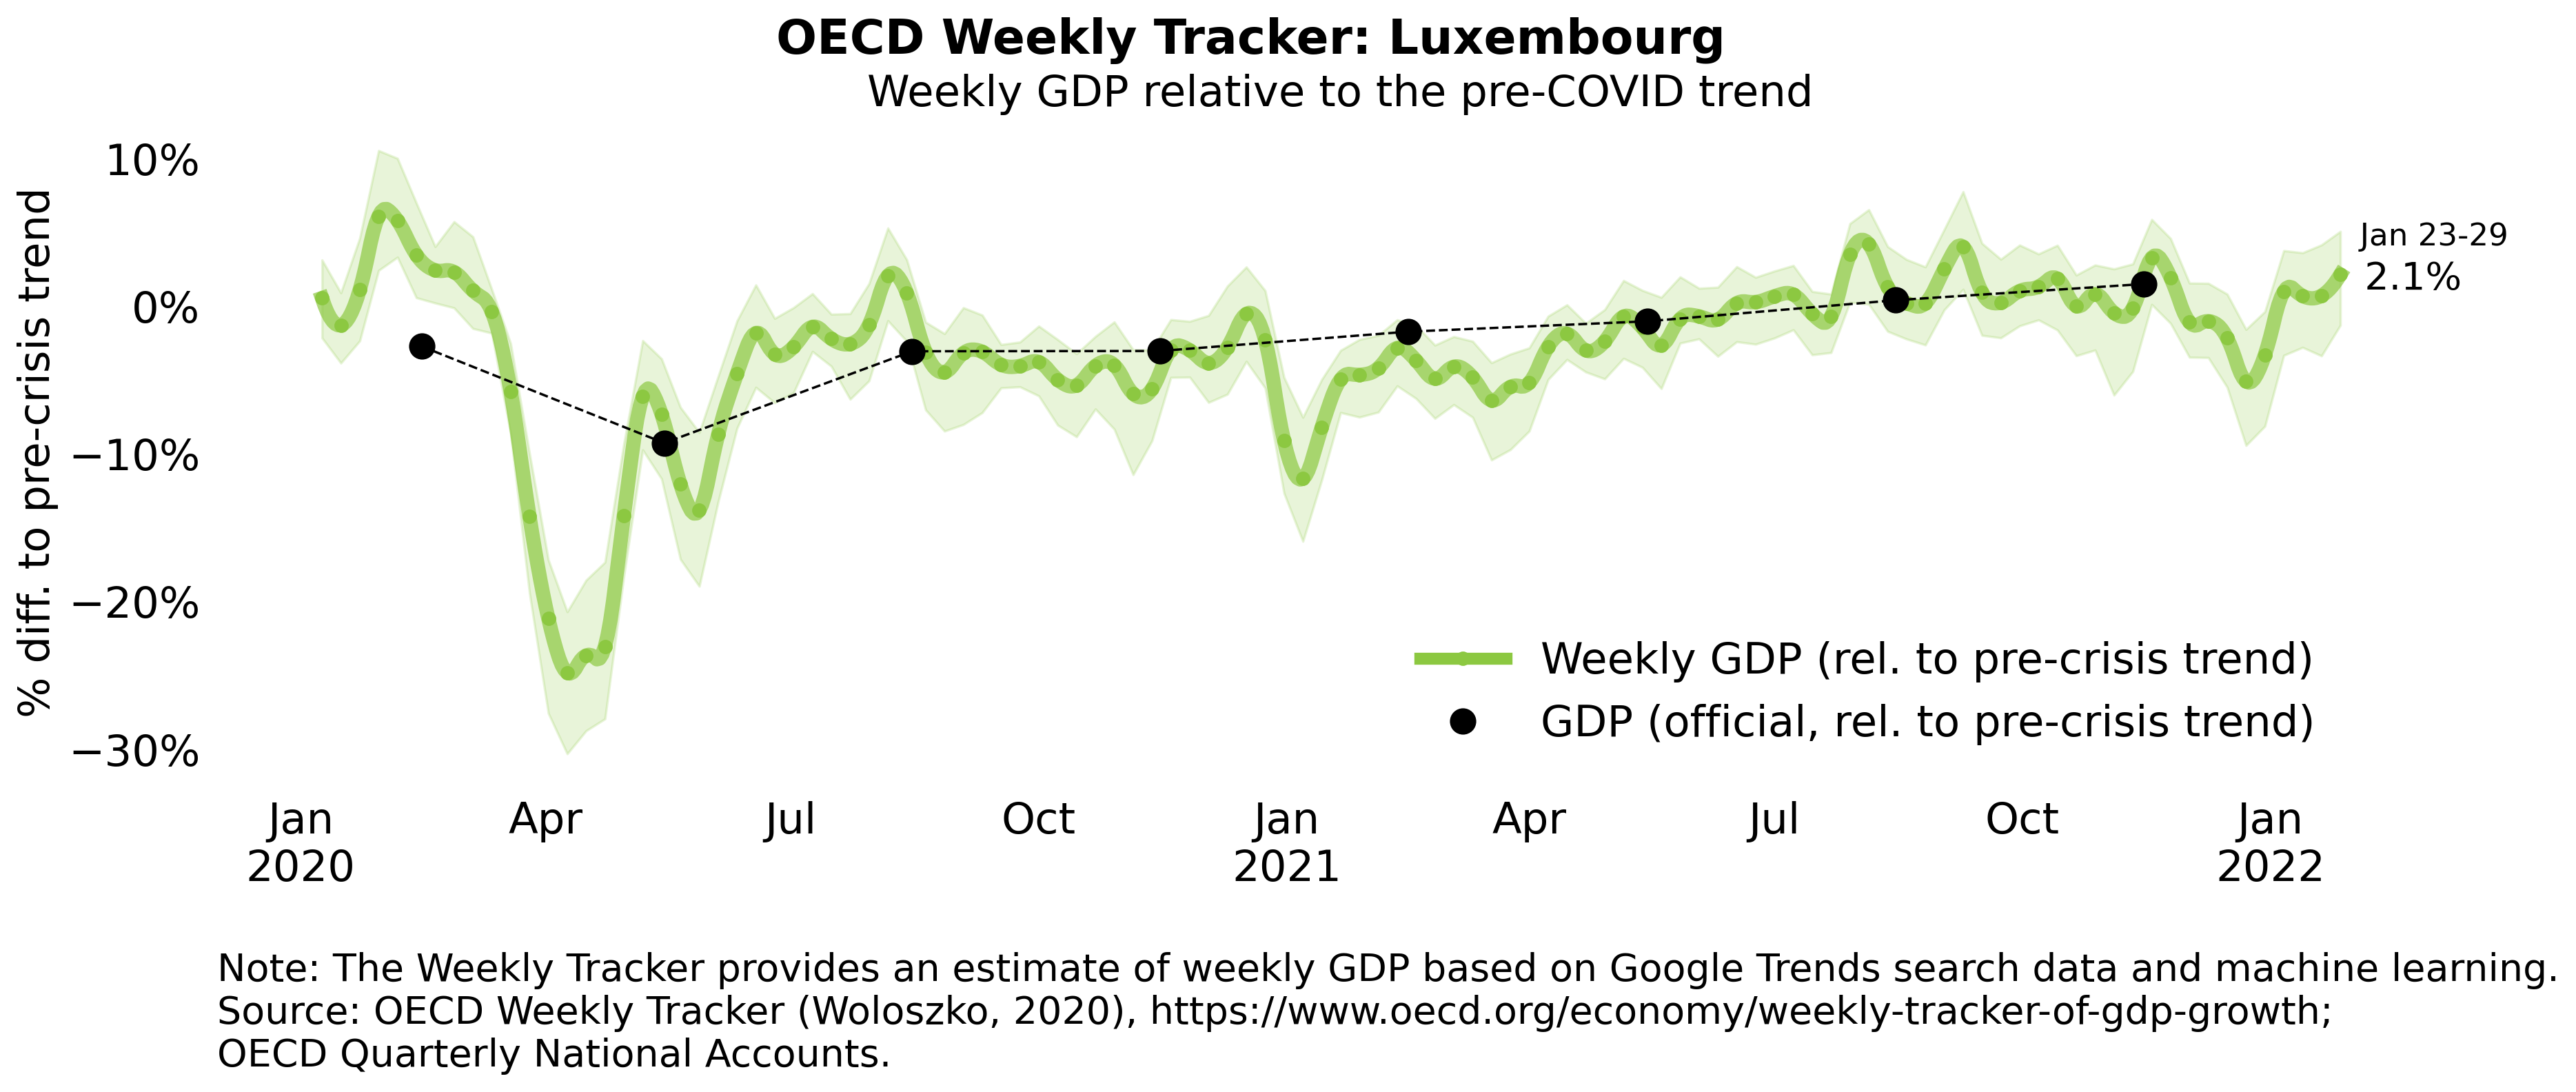 OECD Weekly Tracker: Luxembourg
Weekly GDP relative to the pre-COVID trend
% diff. to pre-crisis trend
10%
0%
−10%
−20%
−30%
Jan 23-29
2.1%
Weekly GDP (rel. to pre-crisis trend)
GDP (official, rel. to pre-crisis trend)
Jan Apr Jul Oct Jan Apr Jul Oct Jan
2020 2021 2022
Note: The Weekly Tracker provides an estimate of weekly GDP based on Google Trends search data and machine learning.
Source: OECD Weekly Tracker (Woloszko, 2020), https://www.oecd.org/economy/weekly-tracker-of-gdp-growth;
OECD Quarterly National Accounts.